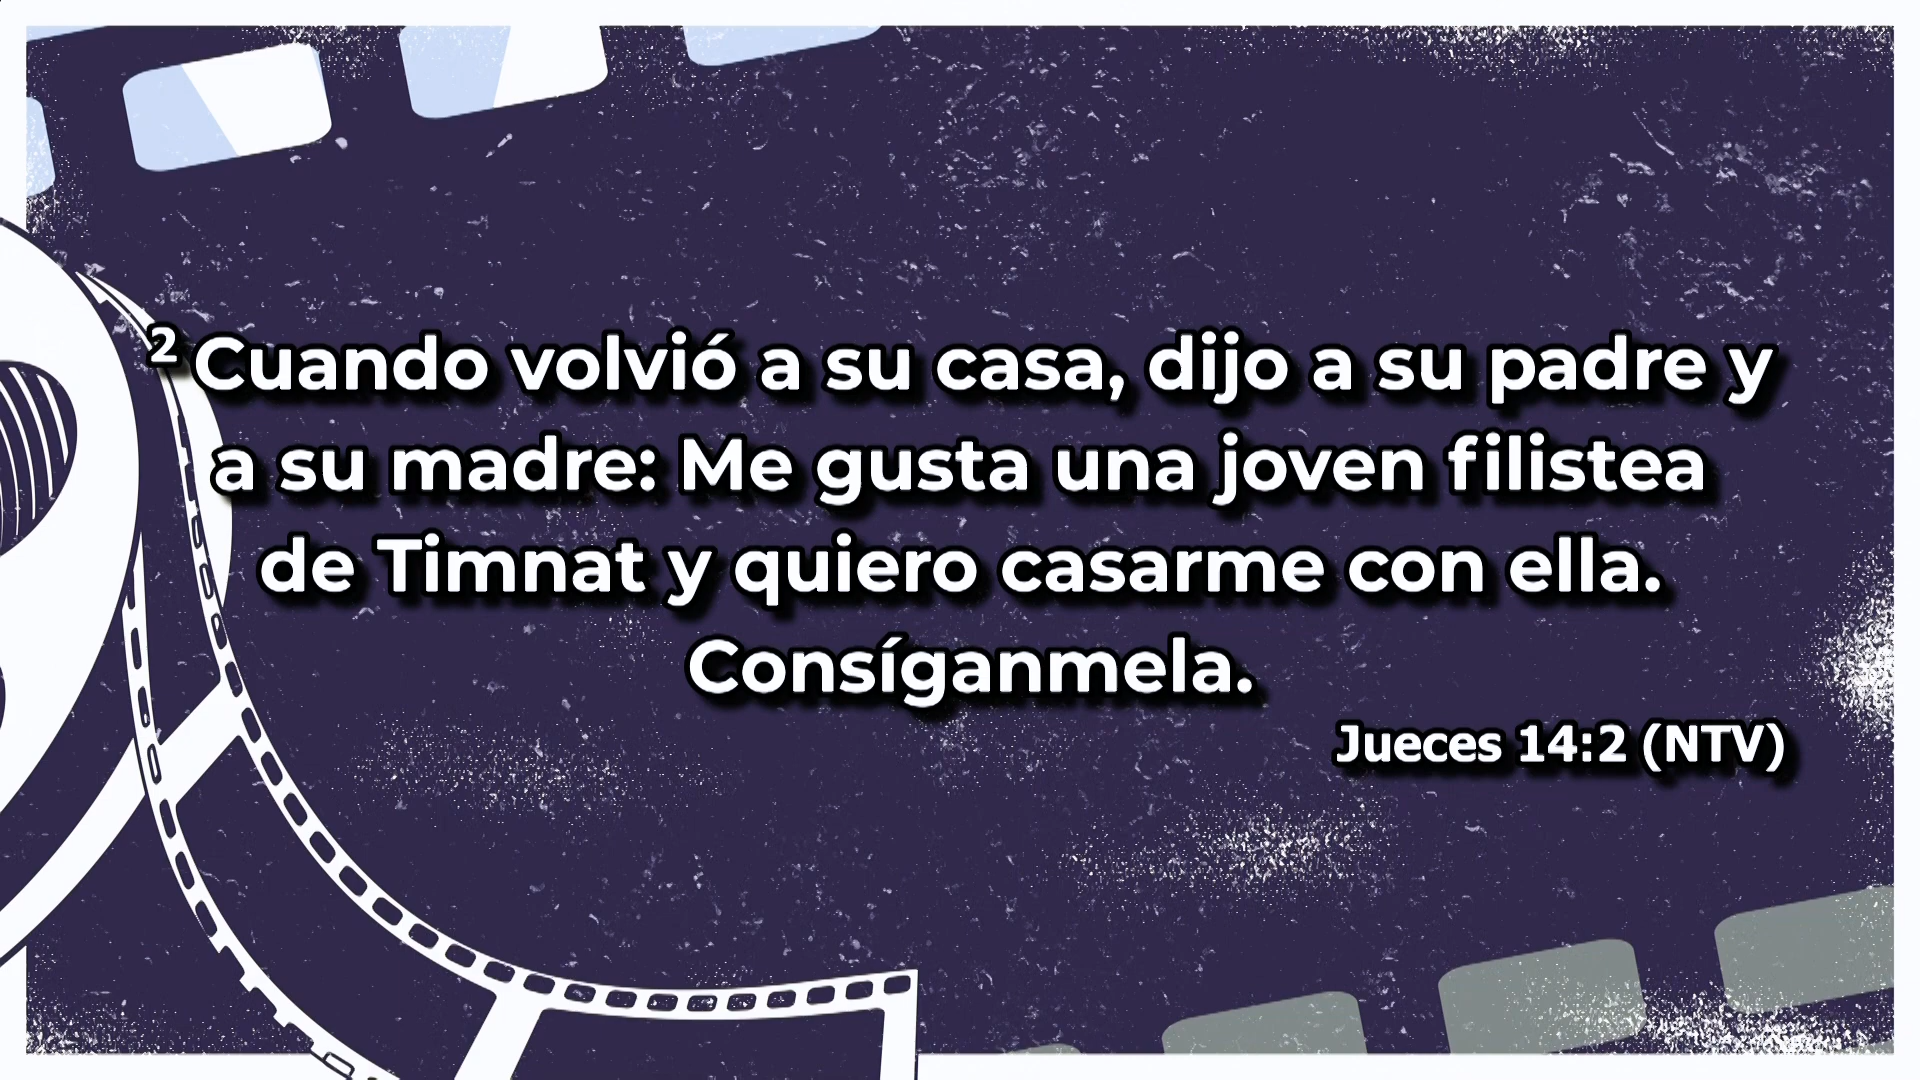 ² Cuando volvió a su casa, dijo a su padre y
a su madre: Me gusta una joven filistea
de Timnat y quiero casarme con ella.
Consíganmela.
Jueces 14:2 (NTV)